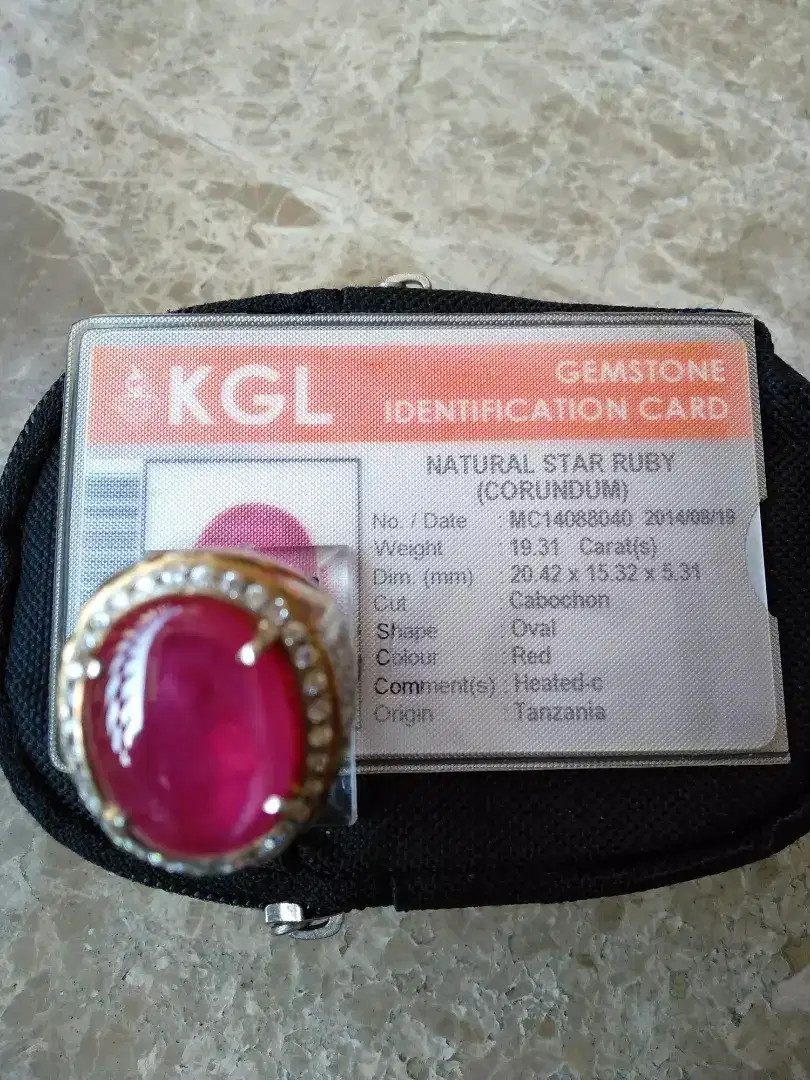 KGL
GEMSTONE
IDENTIFICATION CARD
NATURAL STAR RUBY
(CORUNDUM)
No. / Date : MC14088040 2014/08/19
Weight : 19.31 Carat(s)
Dim. (mm) : 20.42 x 15.32 x 5.31
Cut : Cabochon
Shape : Oval
Colour : Red
Comment(s) : Heated-c
Origin : Tanzania